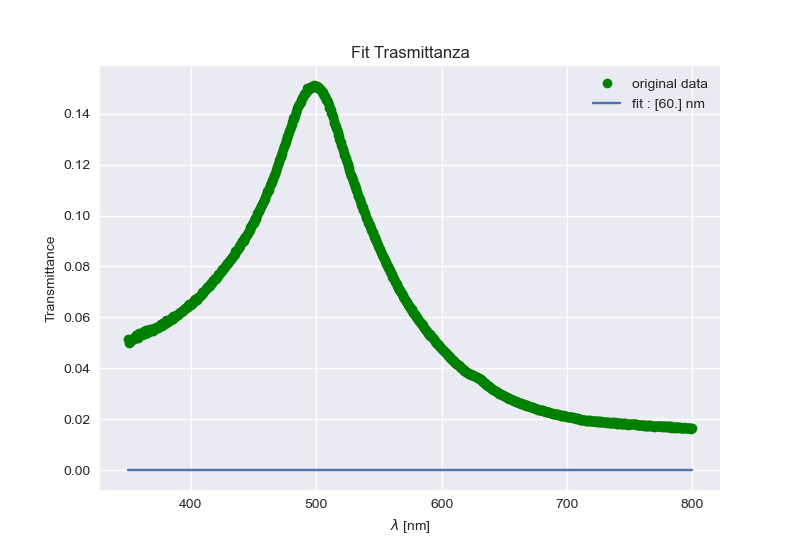 Fit Trasmittanza
original data
fit : [60.] nm
0.14
0.12
0.10
0.08
0.06
0.04
0.02
0.00
Transmittance
400 500 600 700 800
λ [nm]